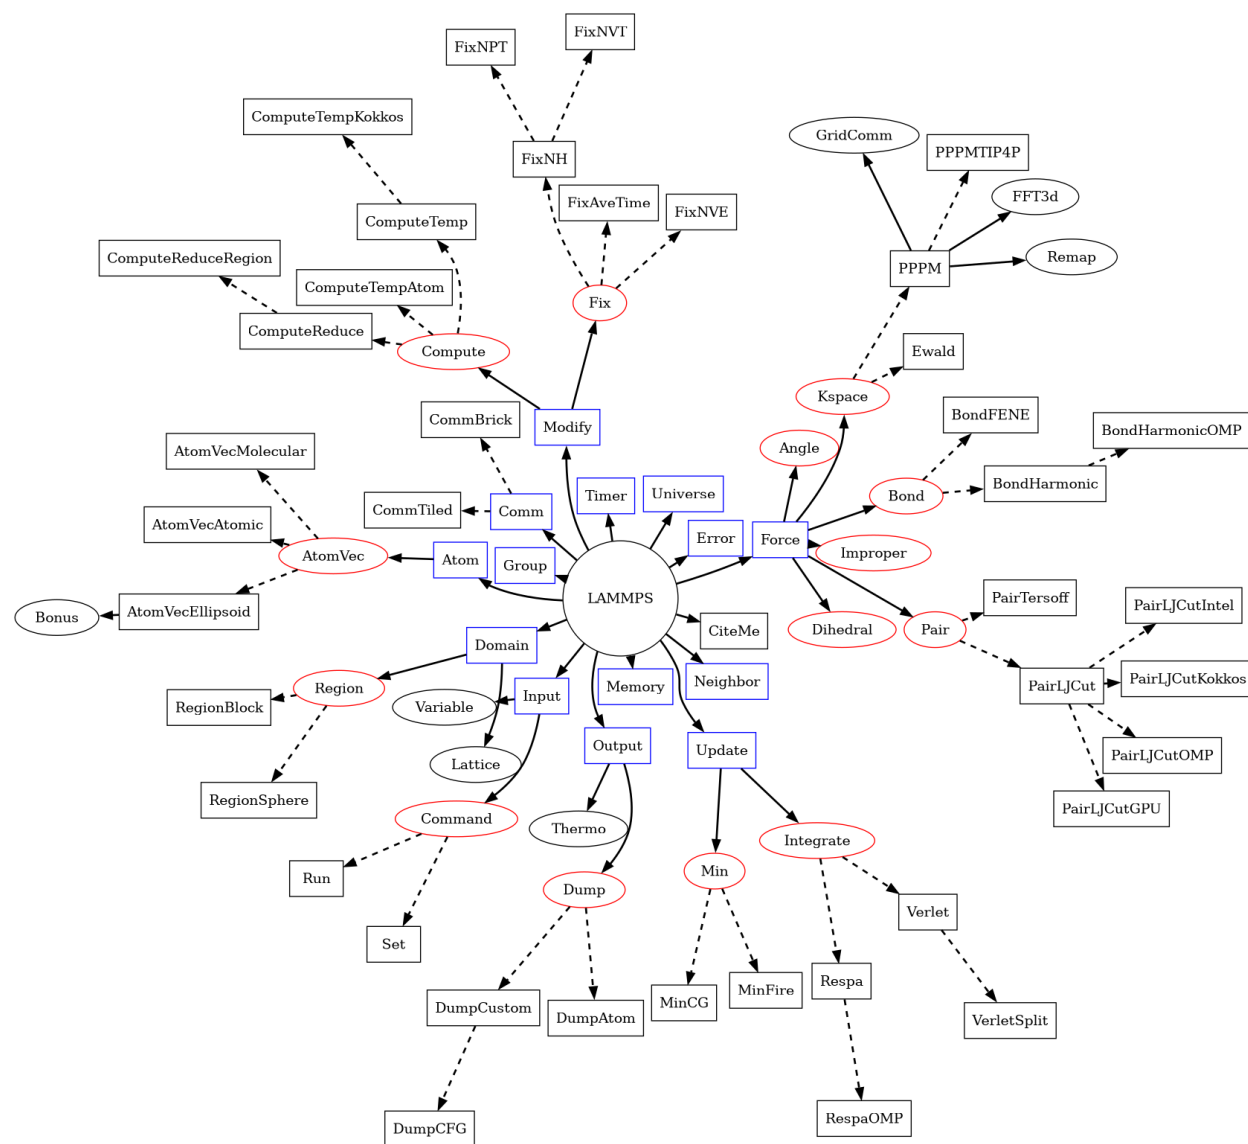 FixNVT
FixNPT
ComputeTempKokkos
GridComm
PPPMTIP4P
FixNH
FFT3d
FixAveTime
FixNVE
ComputeTemp
ComputeReduceRegion
Remap
PPPM
ComputeTempAtom
Fix
ComputeReduce
Compute
Ewald
Kspace
CommBrick
Modify
BondFENE
BondHarmonicOMP
AtomVecMolecular
Angle
BondHarmonic
Timer
Universe
Bond
CommTiled
Comm
AtomVecAtomic
Error
Force
Improper
AtomVec
Atom
Group
LAMMPS
PairTersoff
PairLJCutIntel
Bonus
AtomVecEllipsoid
CiteMe
Dihedral
Pair
Domain
PairLJCutKokkos
Region
Memory
Neighbor
PairLJCut
Input
RegionBlock
Variable
Output
Update
PairLJCutOMP
Lattice
RegionSphere
PairLJCutGPU
Command
Thermo
Integrate
Run
Min
Dump
Verlet
Set
Respa
MinFire
MinCG
DumpCustom
DumpAtom
VerletSplit
RespaOMP
DumpCFG